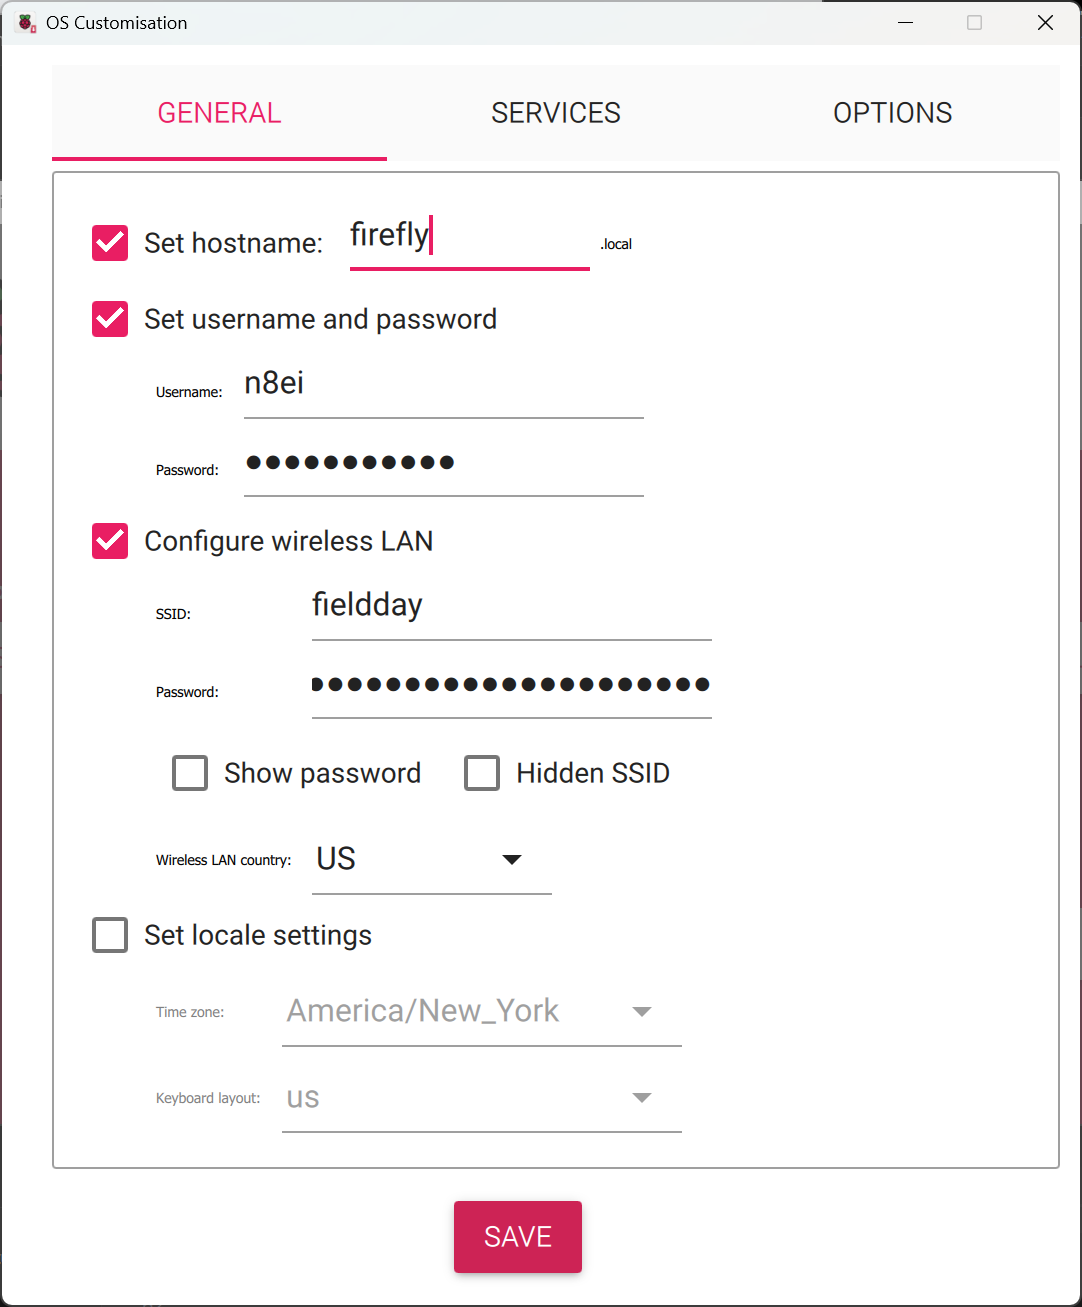 OS Customisation
GENERAL SERVICES OPTIONS
Set hostname: firefly .local
Set username and password
Username: n8ei
Password: ●●●●●●●●●●●
Configure wireless LAN
SSID: fieldday
Password: ●●●●●●●●●●●●●●●●●●●●●
Show password Hidden SSID
Wireless LAN country: US
Set locale settings
Time zone: America/New_York
Keyboard layout: us
SAVE